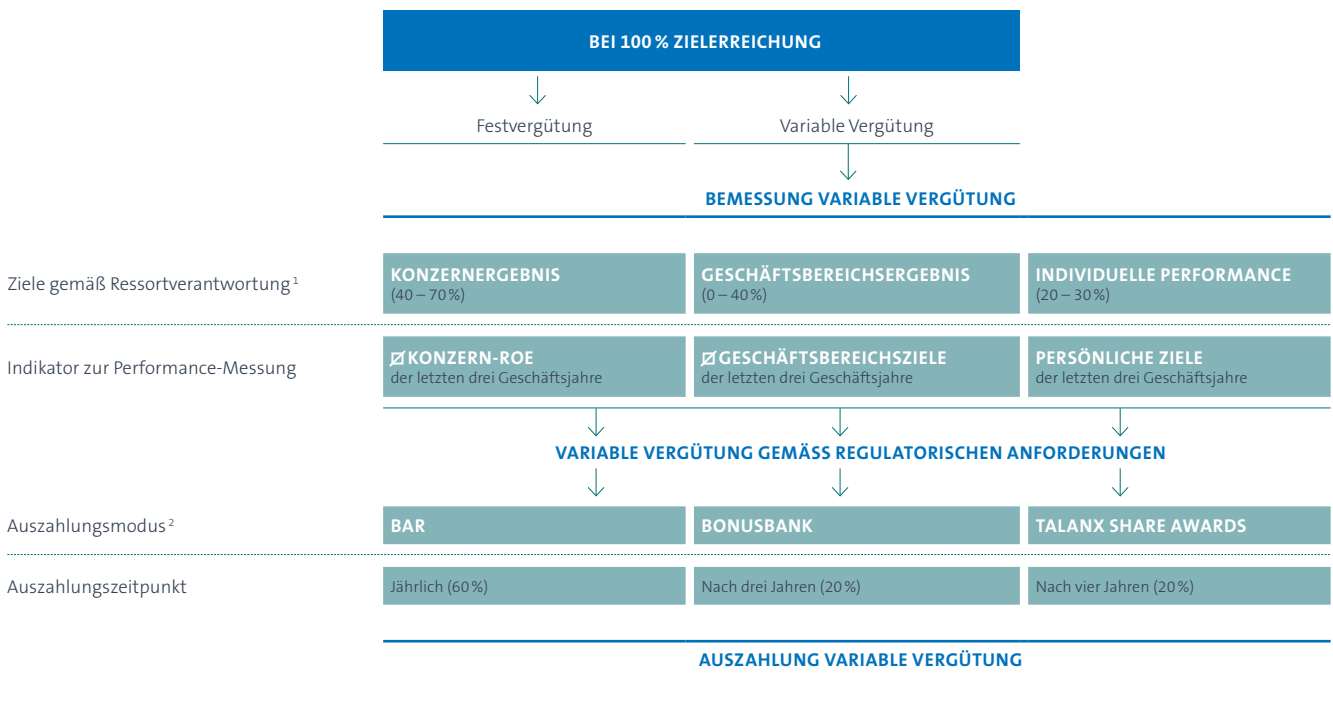 BEI 100 % ZIELERREICHUNG
Festvergütung
Variable Vergütung
BEMESSUNG VARIABLE VERGÜTUNG
Ziele gemäß Ressortverantwortung ¹
KONZERNERGEBNIS
(40 – 70 %)
GESCHÄFTSBEREICHSERGEBNIS
(0 – 40 %)
INDIVIDUELLE PERFORMANCE
(20 – 30 %)
Indikator zur Performance-Messung
Ø KONZERN-ROE
der letzten drei Geschäftsjahre
Ø GESCHÄFTSBEREICHSZIELE
der letzten drei Geschäftsjahre
PERSÖNLICHE ZIELE
der letzten drei Geschäftsjahre
VARIABLE VERGÜTUNG GEMÄSS REGULATORISCHEN ANFORDERUNGEN
Auszahlungsmodus ²
BAR
BONUSBANK
TALANX SHARE AWARDS
Auszahlungszeitpunkt
Jährlich (60 %)
Nach drei Jahren (20 %)
Nach vier Jahren (20 %)
AUSZAHLUNG VARIABLE VERGÜTUNG